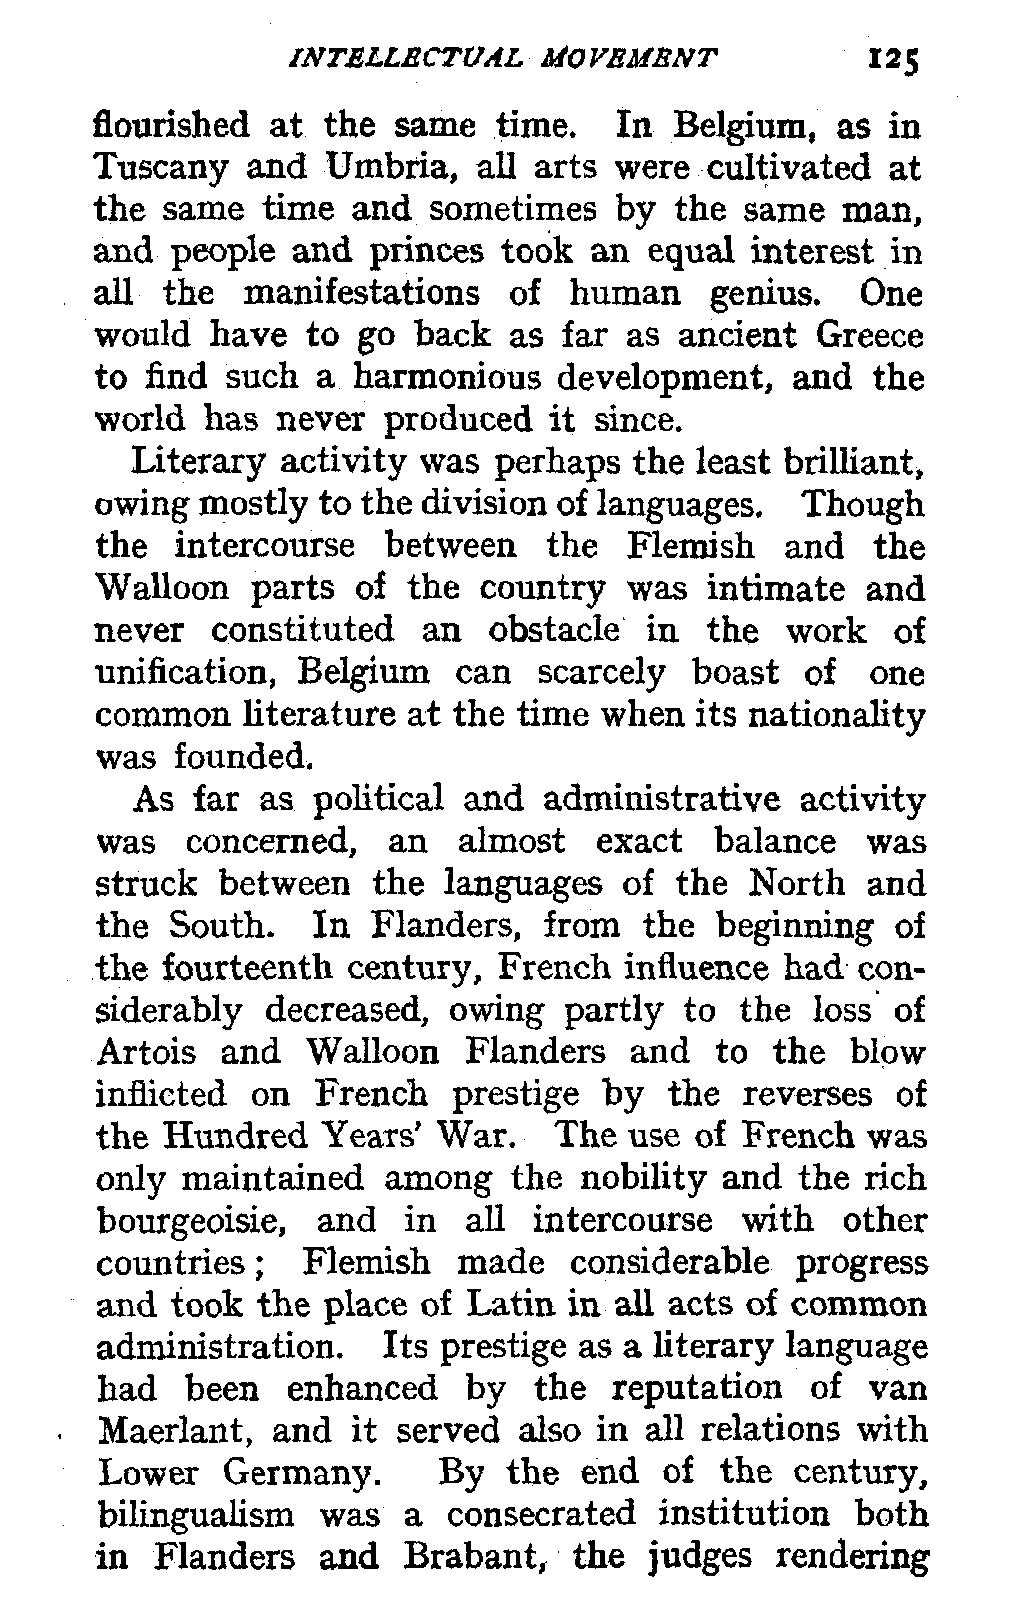 INTELLECTUAL MOVEMENT 125
flourished at the same time. In Belgium, as in
Tuscany and Umbria, all arts were cultivated at
the same time and sometimes by the same man,
and people and princes took an equal interest in
all the manifestations of human genius. One
would have to go back as far as ancient Greece
to find such a harmonious development, and the
world has never produced it since.
Literary activity was perhaps the least brilliant,
owing mostly to the division of languages. Though
the intercourse between the Flemish and the
Walloon parts of the country was intimate and
never constituted an obstacle in the work of
unification, Belgium can scarcely boast of one
common literature at the time when its nationality
was founded.
As far as political and administrative activity
was concerned, an almost exact balance was
struck between the languages of the North and
the South. In Flanders, from the beginning of
the fourteenth century, French influence had con-
siderably decreased, owing partly to the loss of
Artois and Walloon Flanders and to the blow
inflicted on French prestige by the reverses of
the Hundred Years' War. The use of French was
only maintained among the nobility and the rich
bourgeoisie, and in all intercourse with other
countries; Flemish made considerable progress
and took the place of Latin in all acts of common
administration. Its prestige as a literary language
had been enhanced by the reputation of van
Maerlant, and it served also in all relations with
Lower Germany. By the end of the century,
bilingualism was a consecrated institution both
in Flanders and Brabant, the judges rendering